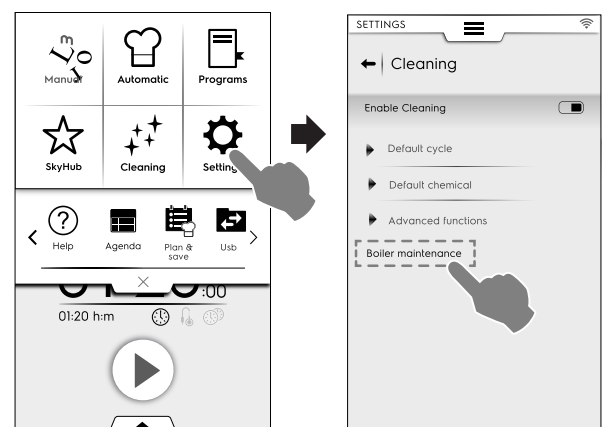 Manual
Automatic
Programs
SkyHub
Cleaning
Setting
Help
Agenda
Plan &
save
Usb
:00
01:20 h:m
SETTINGS
Cleaning
Enable Cleaning
Default cycle
Default chemical
Advanced functions
Boiler maintenance